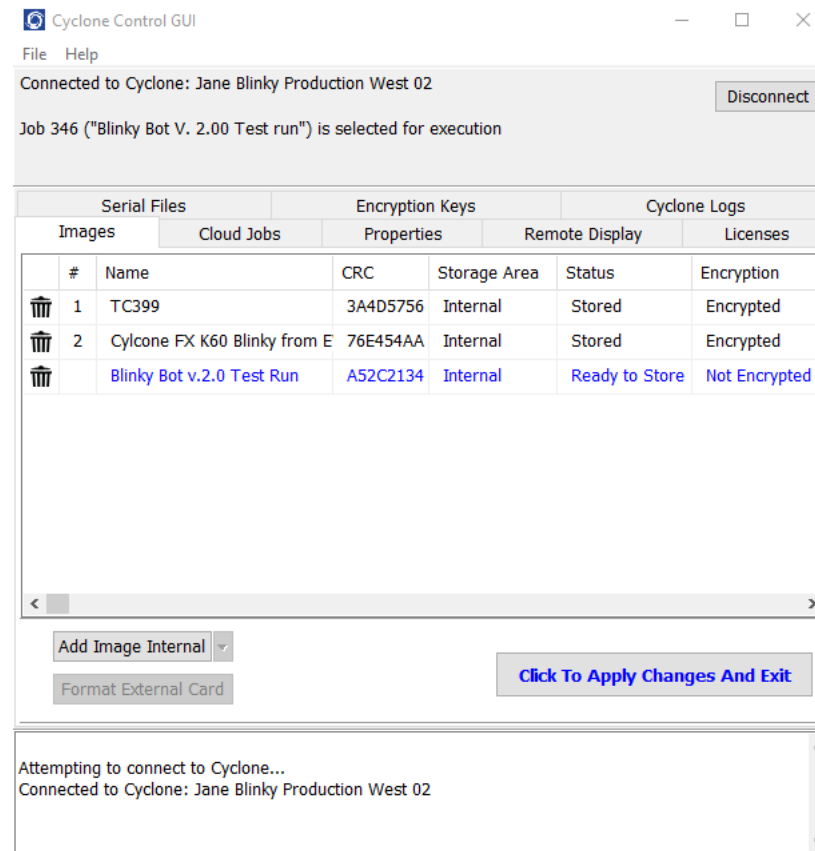 Cyclone Control GUI
File Help
Connected to Cyclone: Jane Blinky Production West 02
Disconnect
Job 346 ("Blinky Bot V. 2.00 Test run") is selected for execution
Serial Files Encryption Keys Cyclone Logs
Images Cloud Jobs Properties Remote Display Licenses
# Name CRC Storage Area Status Encryption
1 TC399 3A4D5756 Internal Stored Encrypted
2 Cylcone FX K60 Blinky from 76E454AA Internal Stored Encrypted
Blinky Bot v.2.0 Test Run A52C2134 Internal Ready to Store Not Encrypted
Add Image Internal
Click To Apply Changes And Exit
Format External Card
Attempting to connect to Cyclone...
Connected to Cyclone: Jane Blinky Production West 02